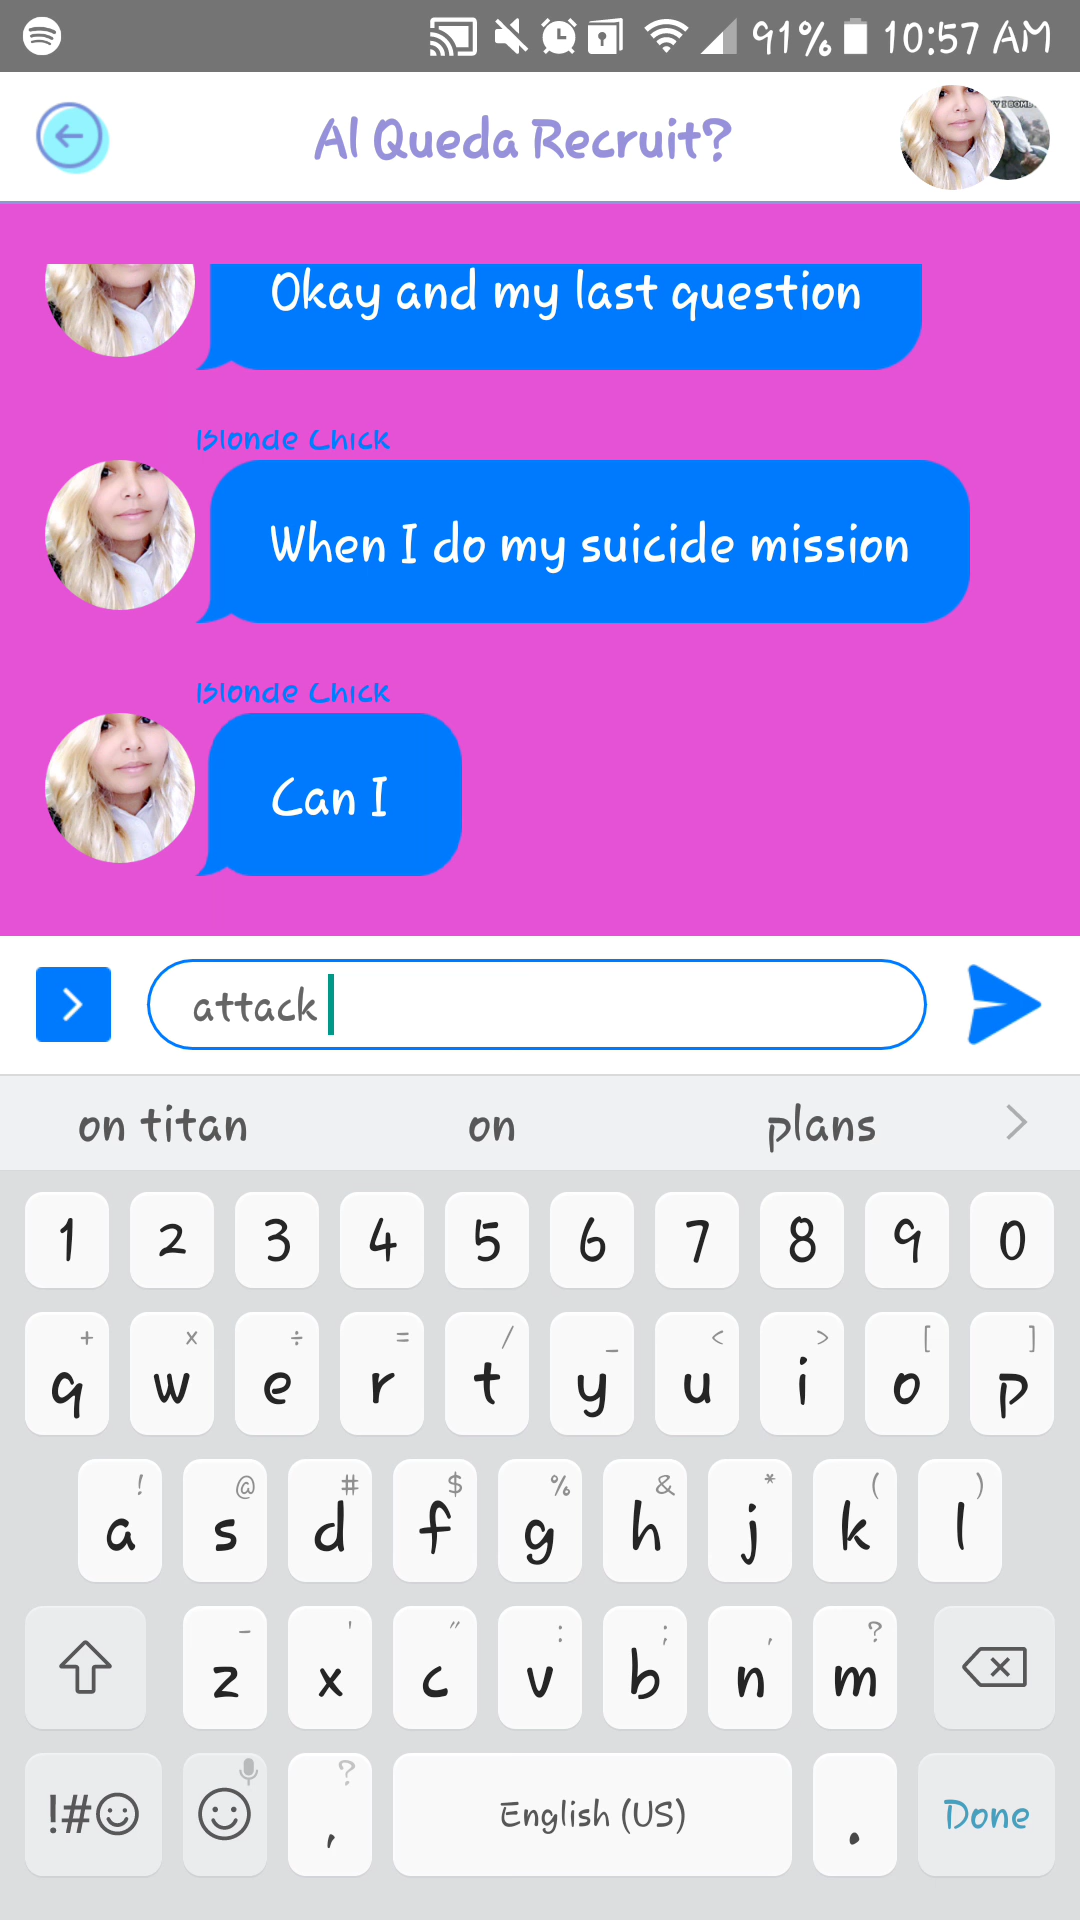 91% 10:57 AM
Al Queda Recruit?
Y I BOMB
Okay and my last question
Blonde Chick
When I do my suicide mission
Blonde Chick
Can I
attack
on titan on plans
1 2 3 4 5 6 7 8 9 0
+ × ÷ = / _ < > [ ]
q w e r t y u i o p
! @ # $ % & * ( )
a s d f g h j k l
- ' " : ; , ?
z x c v b n m
?
!#☺ , English (US) . Done